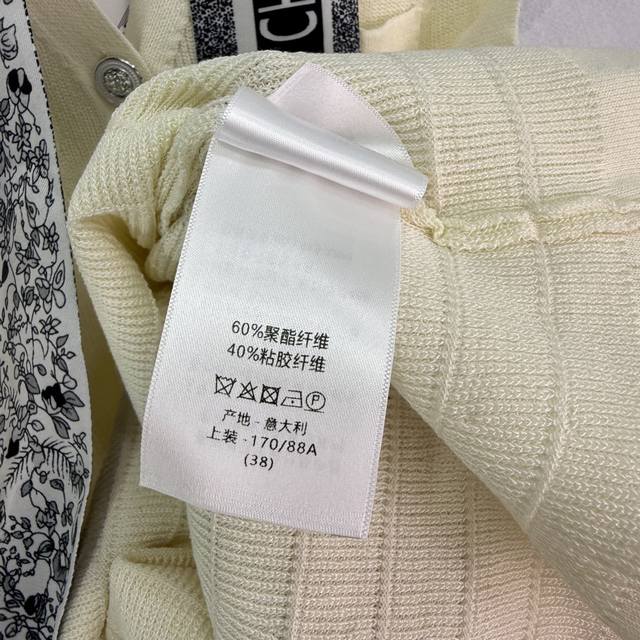 CH
60%聚酯纤维
40%粘胶纤维
P
产地 - 意大利
上装 - 170/88A
(38)